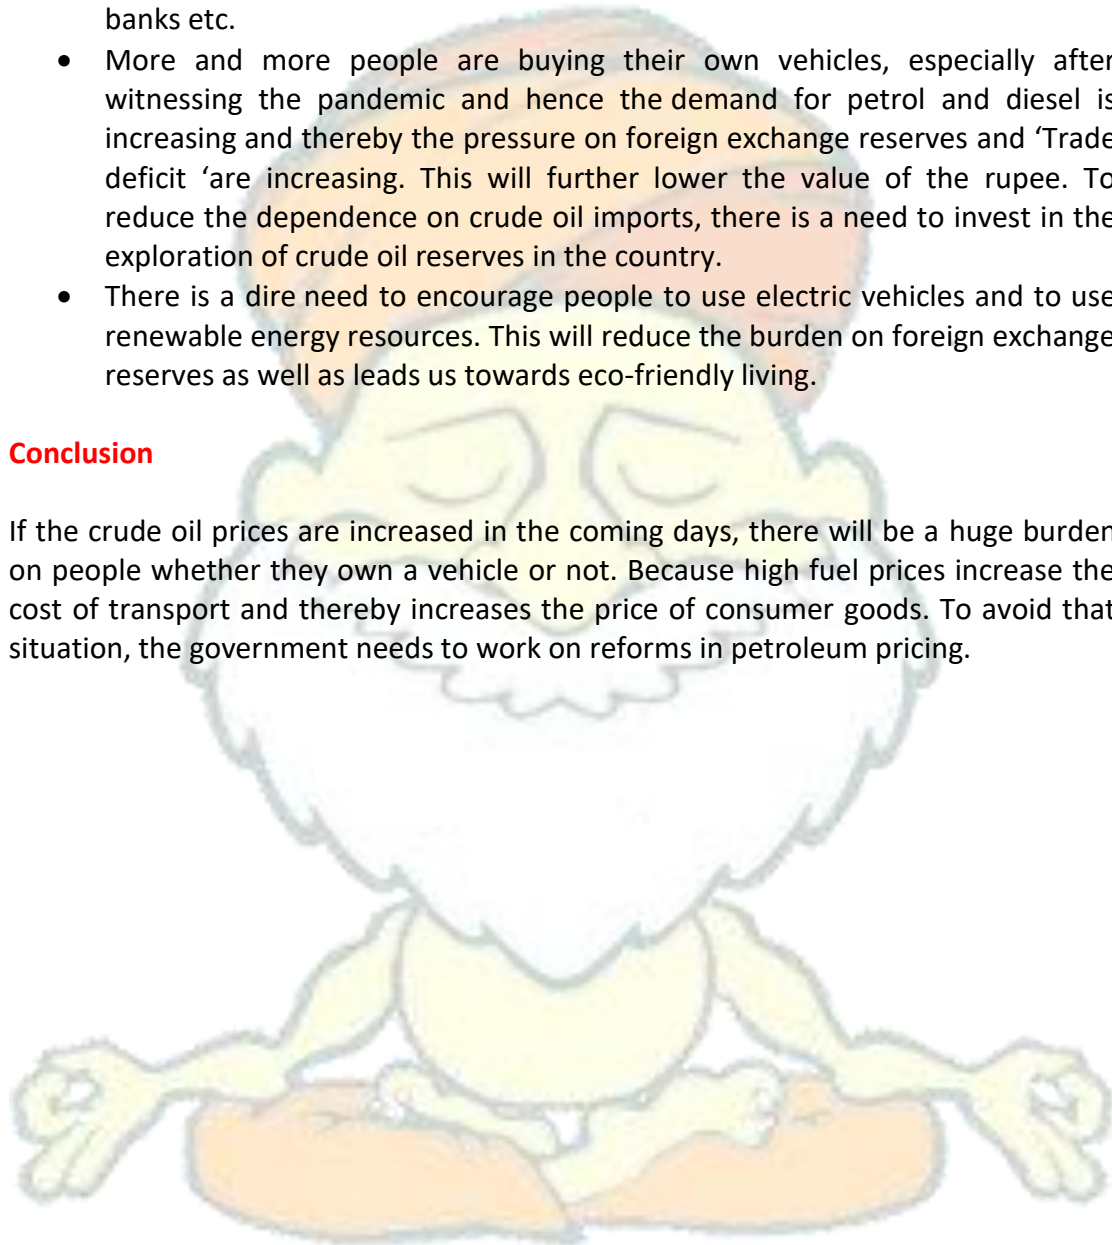 banks etc.
• More and more people are buying their own vehicles, especially after
witnessing the pandemic and hence the demand for petrol and diesel is
increasing and thereby the pressure on foreign exchange reserves and ‘Trade
deficit ‘are increasing. This will further lower the value of the rupee. To
reduce the dependence on crude oil imports, there is a need to invest in the
exploration of crude oil reserves in the country.
• There is a dire need to encourage people to use electric vehicles and to use
renewable energy resources. This will reduce the burden on foreign exchange
reserves as well as leads us towards eco-friendly living.
Conclusion
If the crude oil prices are increased in the coming days, there will be a huge burden
on people whether they own a vehicle or not. Because high fuel prices increase the
cost of transport and thereby increases the price of consumer goods. To avoid that
situation, the government needs to work on reforms in petroleum pricing.